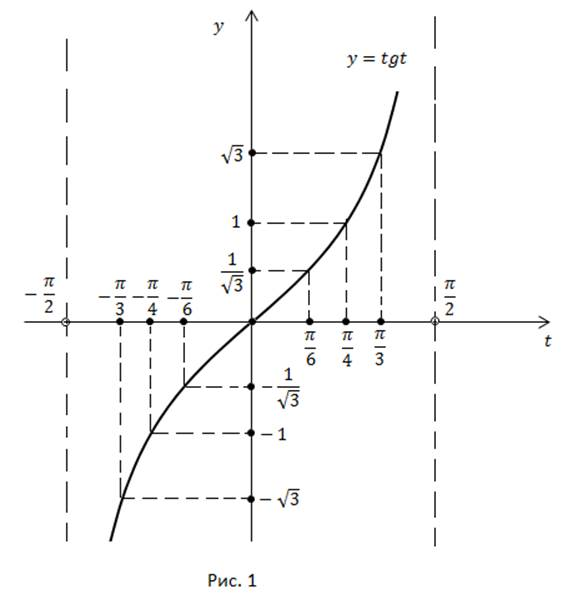 y
y = tgt
√3
1
1/√3
-π/2
-π/3
-π/4
-π/6
π/2
π/6
π/4
π/3
t
-1/√3
-1
-√3
Рис. 1